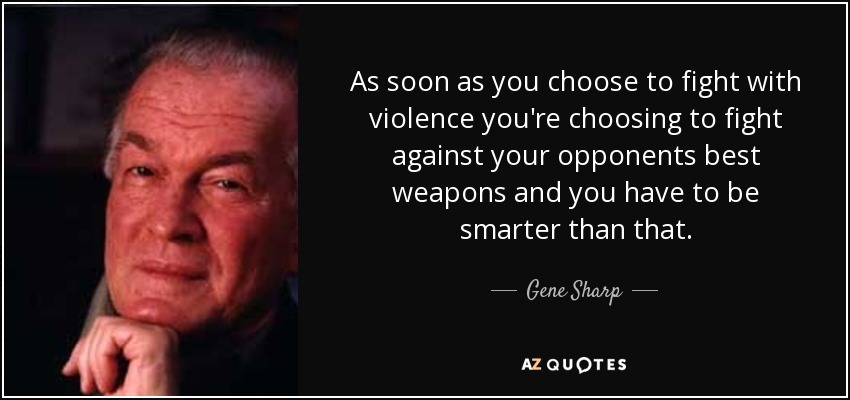 As soon as you choose to fight with
violence you're choosing to fight
against your opponents best
weapons and you have to be
smarter than that.
Gene Sharp
AZ QUOTES